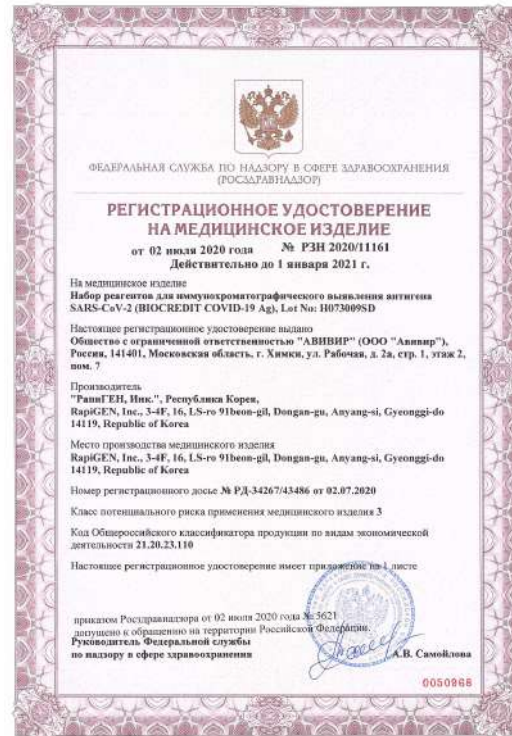 ФЕДЕРАЛЬНАЯ СЛУЖБА ПО НАДЗОРУ В СФЕРЕ ЗДРАВООХРАНЕНИЯ
(РОСЗДРАВНАДЗОР)
РЕГИСТРАЦИОННОЕ УДОСТОВЕРЕНИЕ
НА МЕДИЦИНСКОЕ ИЗДЕЛИЕ
от 02 июля 2020 года № РЗН 2020/11161
Действительно до 1 января 2021 г.
На медицинское изделие
Набор реагентов для иммунохроматографического выявления антигена
SARS-CoV-2 (BIOCREDIT COVID-19 Ag), Lot No: H073009SD
Настоящее регистрационное удостоверение выдано
Общество с ограниченной ответственностью "АВИВИР" (ООО "Авивир"),
Россия, 141401, Московская область, г. Химки, ул. Рабочая, д. 2а, стр. 1, этаж 2,
пом. 7
Производитель
"РапиГЕН, Инк.", Республика Корея,
RapiGEN, Inc., 3-4F, 16, LS-ro 91beon-gil, Dongan-gu, Anyang-si, Gyeonggi-do
14119, Republic of Korea
Место производства медицинского изделия
RapiGEN, Inc., 3-4F, 16, LS-ro 91beon-gil, Dongan-gu, Anyang-si, Gyeonggi-do
14119, Republic of Korea
Номер регистрационного досье № РД-34267/43486 от 02.07.2020
Класс потенциального риска применения медицинского изделия 3
Код Общероссийского классификатора продукции по видам экономической
деятельности 21.20.23.110
Настоящее регистрационное удостоверение имеет приложение на 1 листе
приказом Росздравнадзора от 02 июля 2020 года № 5621
допущено к обращению на территории Российской Федерации.
Руководитель Федеральной службы
по надзору в сфере здравоохранения А.В. Самойлова
0050968